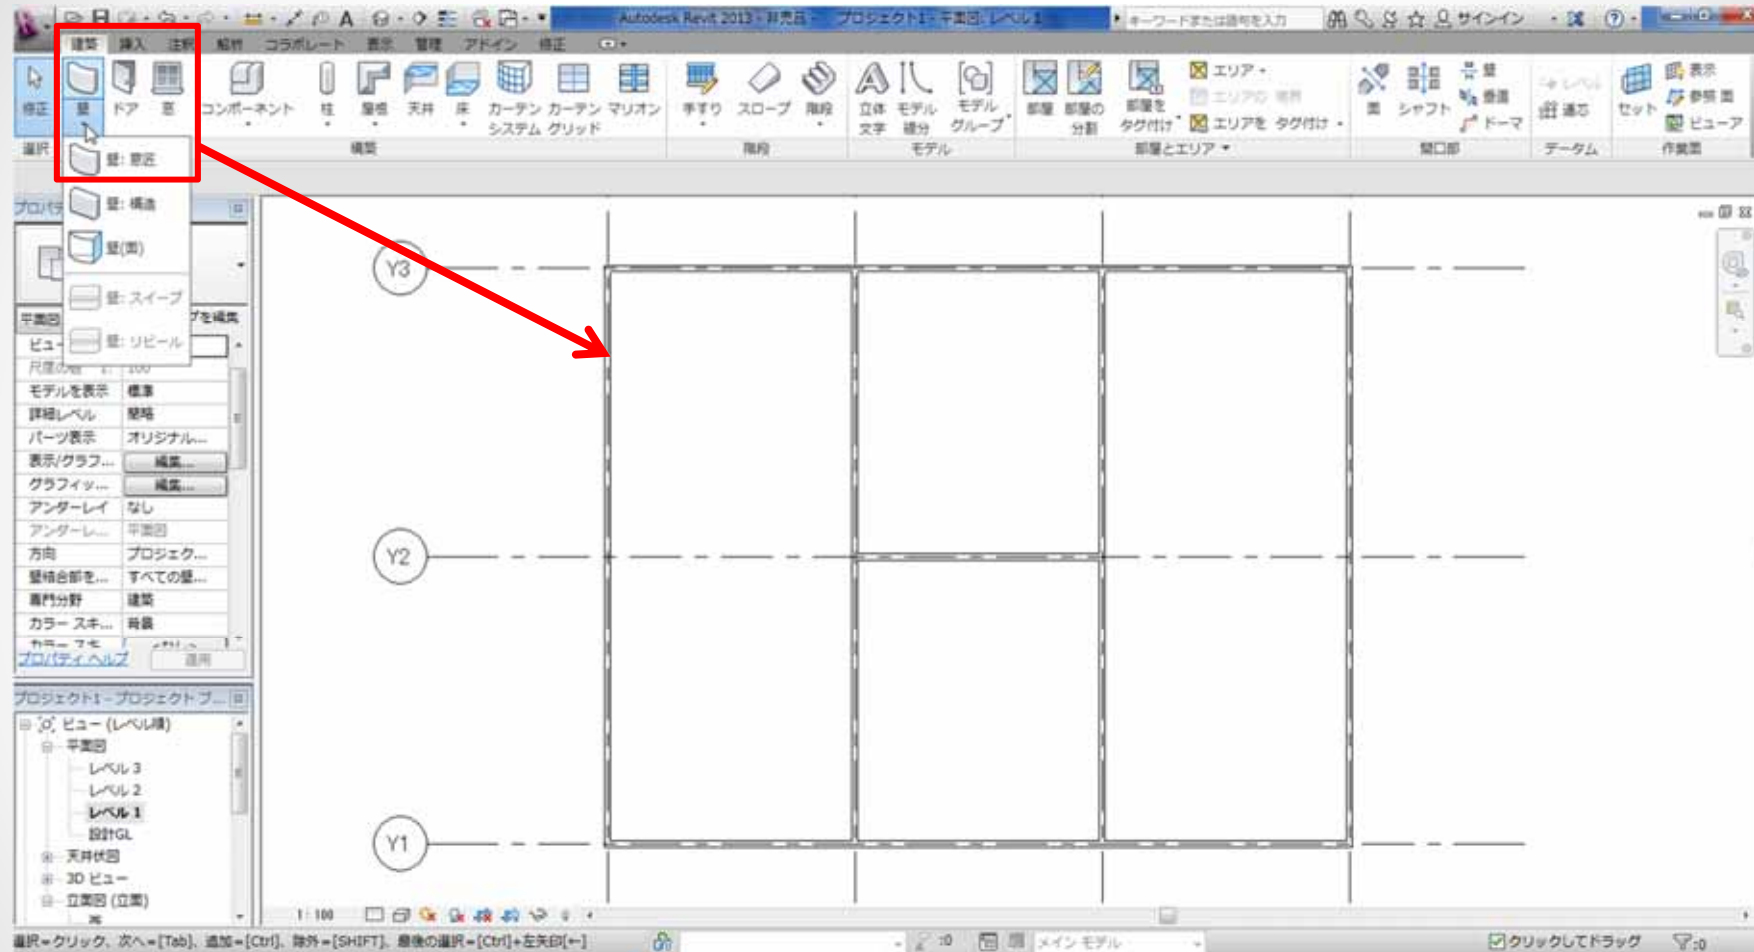 Autodesk Revit 2013 - 非売品 - プロジェクト1 - 平面図: レベル 1
キーワードまたは語句を入力
サインイン
建築 挿入 注釈 解析 コラボレート 表示 管理 アドイン 修正
修正 壁 ドア 窓 コンポーネント 柱 屋根 天井 床 カーテン システム カーテン グリッド マリオン 手すり スロープ 階段 立体 文字 モデル 線分 モデル グループ 部屋 部屋の 分割 部屋を タグ付け
エリア
エリアの 境界
エリアを タグ付け
面 シャフト
壁
垂直
ドーマ
レベル
通芯
セット
表示
参照 面
ビューア
選択 構築 階段 モデル 部屋とエリア 開口部 データム 作業面
壁: 意匠
壁: 構造
壁(面)
壁: スイープ
壁: リビール
プロパテ
平面図 プを編集
ビュー
尺度の値 1: 100
モデルを表示 標準
詳細レベル 簡略
パーツ表示 オリジナル...
表示/グラフ... 編集...
グラフィッ... 編集...
アンダーレイ なし
アンダーレ... 平面図
方向 プロジェク...
壁結合部を... すべての壁...
専門分野 建築
カラー スキ... 背景
プロパティ ヘルプ 適用
プロジェクト1 - プロジェクト ブ...
ビュー (レベル順)
平面図
レベル 3
レベル 2
レベル 1
設計GL
天井伏図
3D ビュー
立面図 (立面)
Y3
Y2
Y1
1 : 100
選択=クリック、次へ=[Tab]、追加=[Ctrl]、除外=[SHIFT]、最後の選択=[Ctrl]+左矢印[←]
:0
メイン モデル
クリックしてドラッグ
:0